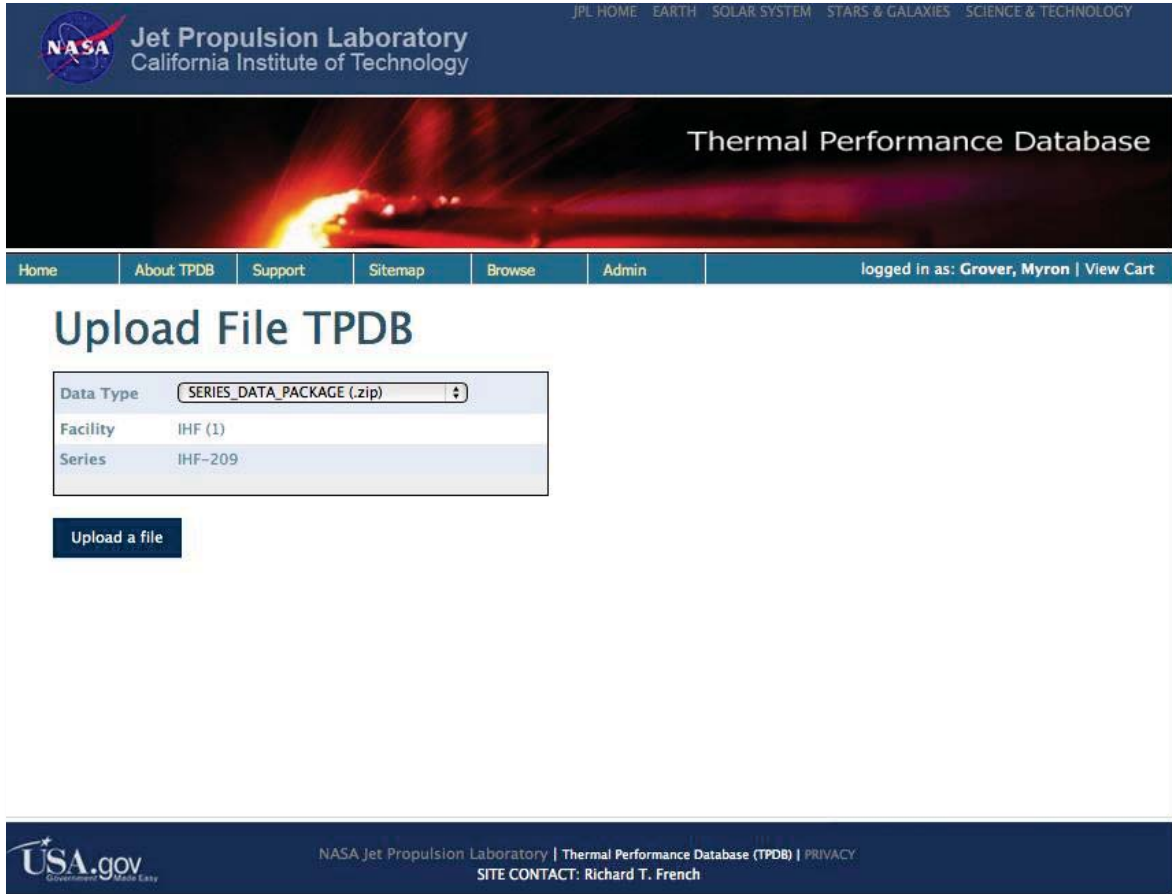 JPL HOME EARTH SOLAR SYSTEM STARS & GALAXIES SCIENCE & TECHNOLOGY
NASA
Jet Propulsion Laboratory
California Institute of Technology
Thermal Performance Database
Home About TPDB Support Sitemap Browse Admin logged in as: Grover, Myron | View Cart
Upload File TPDB
Data Type SERIES_DATA_PACKAGE (.zip)
Facility IHF (1)
Series IHF-209
Upload a file
USA.gov
Government Made Easy
NASA Jet Propulsion Laboratory | Thermal Performance Database (TPDB) | PRIVACY
SITE CONTACT: Richard T. French